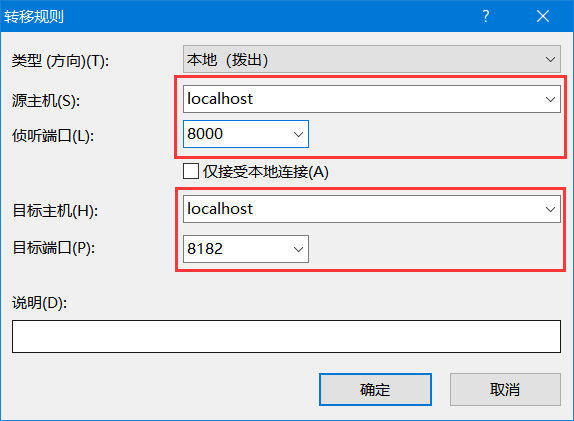 转移规则
类型 (方向)(T):
本地（拨出）
源主机(S):
localhost
侦听端口(L):
8000
仅接受本地连接(A)
目标主机(H):
localhost
目标端口(P):
8182
说明(D):
确定
取消